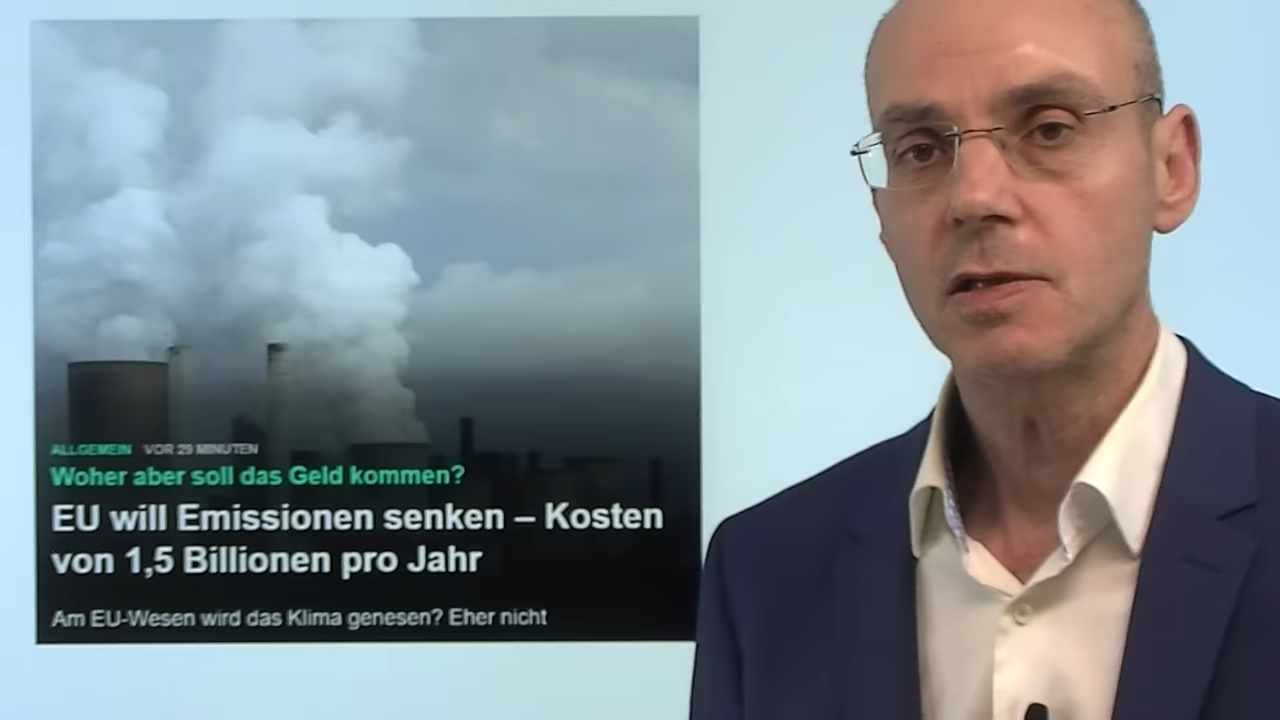 ALLGEMEIN VOR 29 MINUTEN
Woher aber soll das Geld kommen?
EU will Emissionen senken – Kosten
von 1,5 Billionen pro Jahr
Am EU-Wesen wird das Klima genesen? Eher nicht